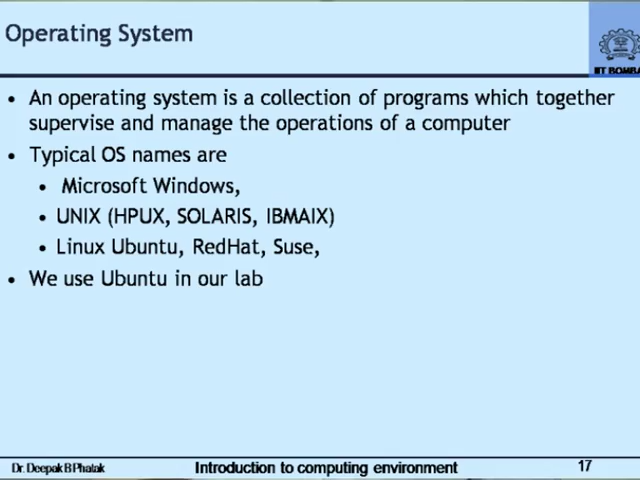 Operating System
IIT BOMBA
• An operating system is a collection of programs which together
supervise and manage the operations of a computer
• Typical OS names are
• Microsoft Windows,
• UNIX (HPUX, SOLARIS, IBMAIX)
• Linux Ubuntu, RedHat, Suse,
• We use Ubuntu in our lab
Dr. Deepak B Phatak
Introduction to computing environment
17